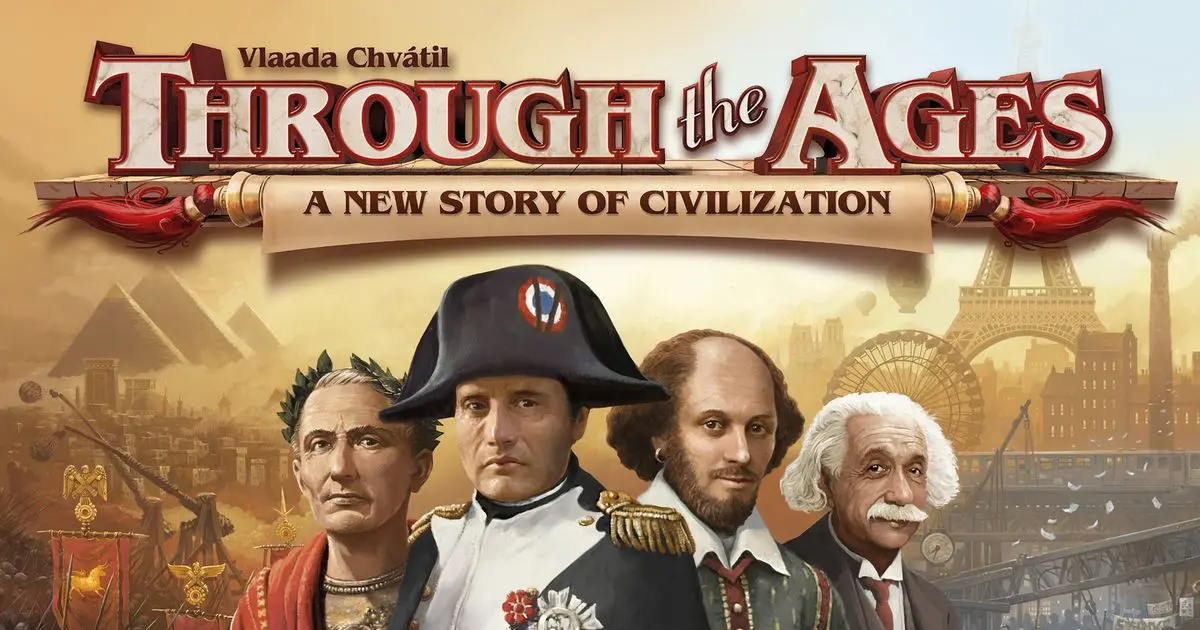 Vlaada Chvátil
THROUGH the AGES
A NEW STORY OF CIVILIZATION